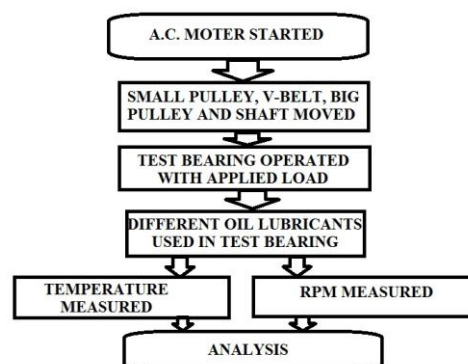 A.C. MOTER STARTED
SMALL PULLEY, V-BELT, BIG
PULLEY AND SHAFT MOVED
TEST BEARING OPERATED
WITH APPLIED LOAD
DIFFERENT OIL LUBRICANTS
USED IN TEST BEARING
TEMPERATURE
MEASURED
RPM MEASURED
ANALYSIS